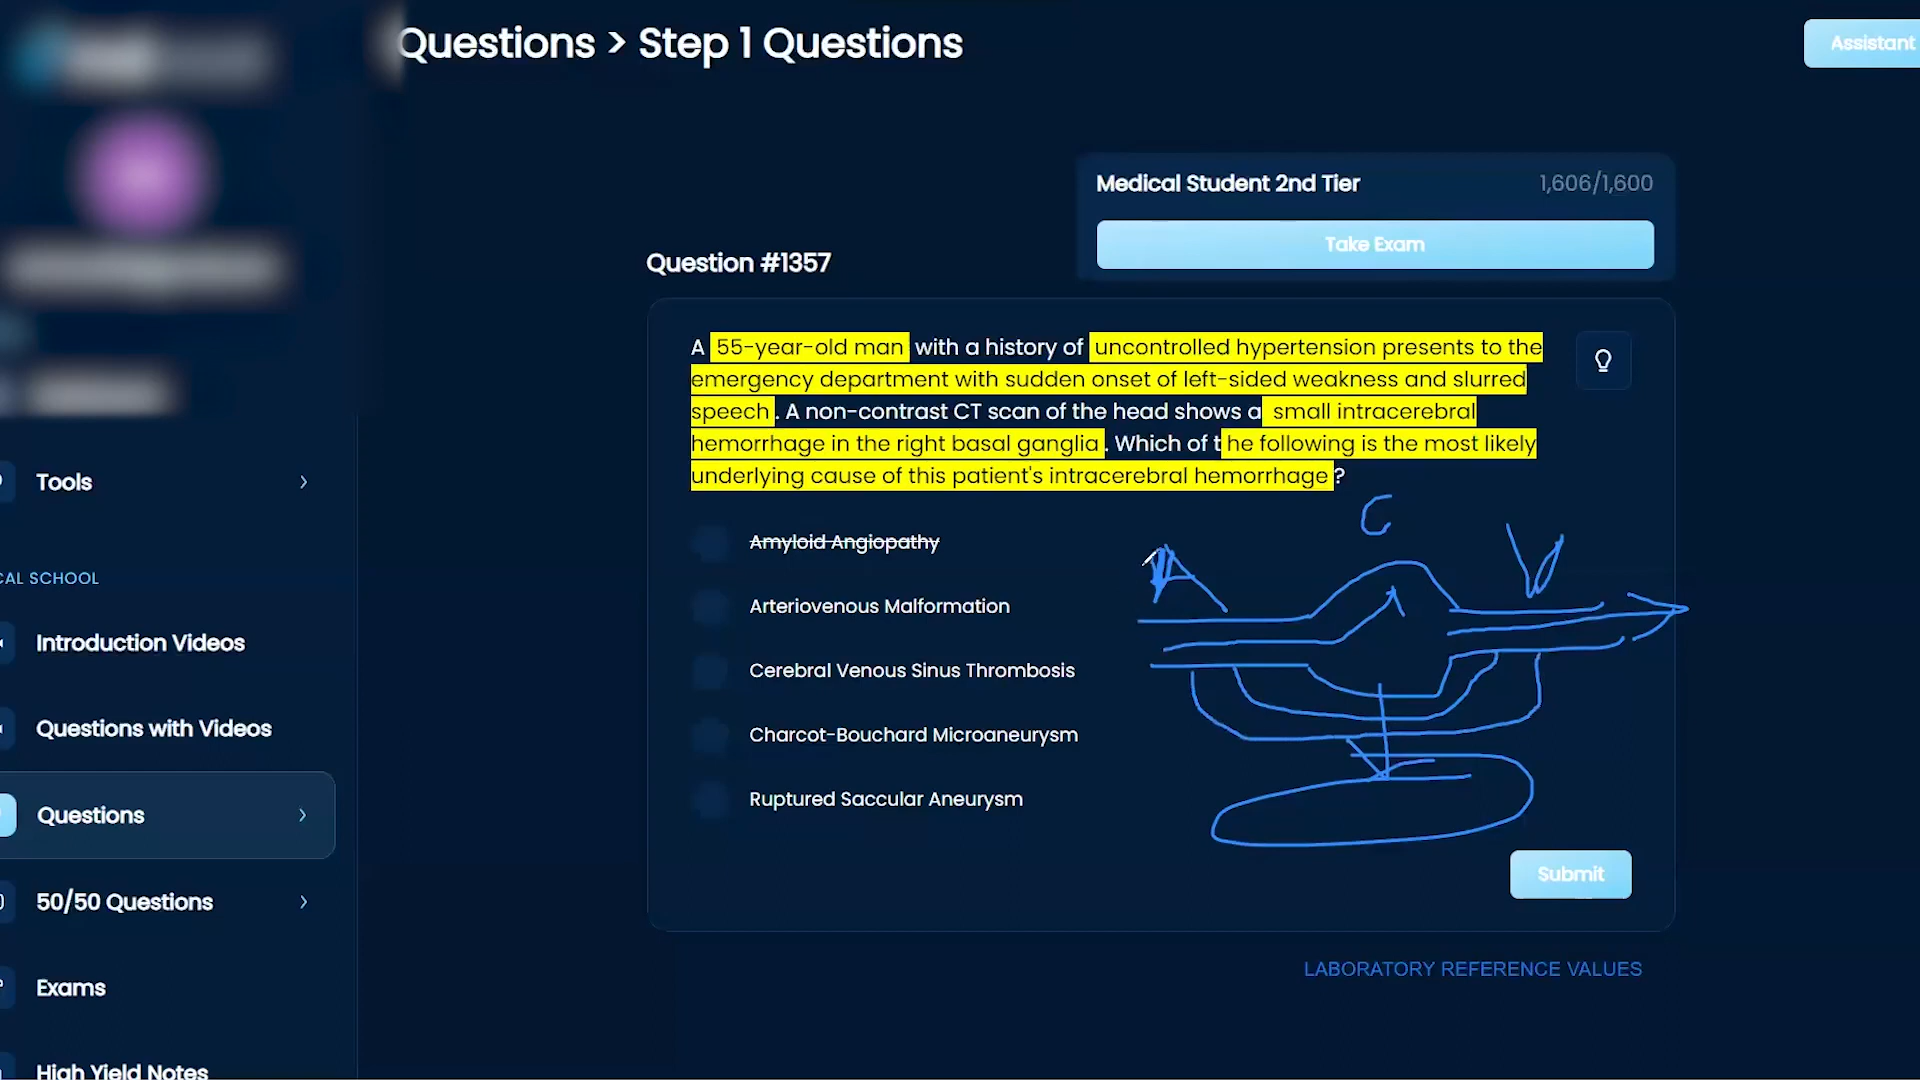 Questions > Step 1 Questions
Assistant
Medical Student 2nd Tier
1,606/1,600
Take Exam
Question #1357
A 55-year-old man with a history of uncontrolled hypertension presents to the
emergency department with sudden onset of left-sided weakness and slurred
speech. A non-contrast CT scan of the head shows a small intracerebral
hemorrhage in the right basal ganglia. Which of the following is the most likely
underlying cause of this patient's intracerebral hemorrhage?
Amyloid Angiopathy
Arteriovenous Malformation
Cerebral Venous Sinus Thrombosis
Charcot-Bouchard Microaneurysm
Ruptured Saccular Aneurysm
A
C
V
Submit
LABORATORY REFERENCE VALUES
Tools
CAL SCHOOL
Introduction Videos
Questions with Videos
Questions
50/50 Questions
Exams
High Yield Notes